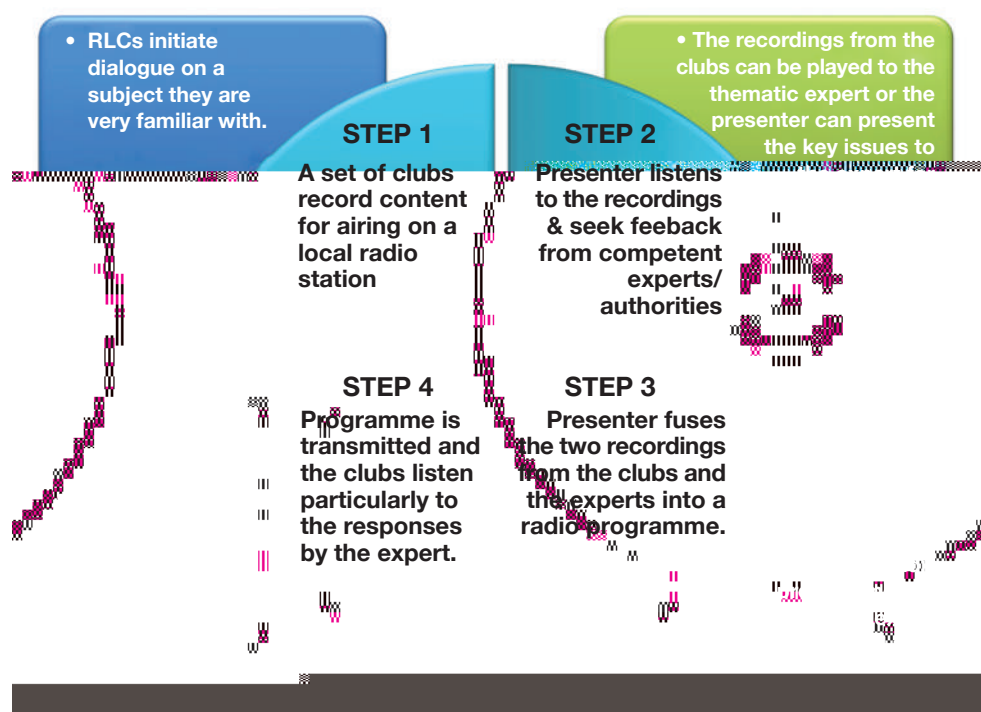 • RLCs initiate
dialogue on a
subject they are
very familiar with.
• The recordings from the
clubs can be played to the
thematic expert or the
presenter can present
the key issues to
STEP 1
A set of clubs
record content
for airing on a
local radio
station
STEP 2
Presenter listens
to the recordings
& seek feeback
from competent
experts/
authorities
STEP 4
Programme is
transmitted and
the clubs listen
particularly to
the responses
by the expert.
STEP 3
Presenter fuses
the two recordings
from the clubs and
the experts into a
radio programme.